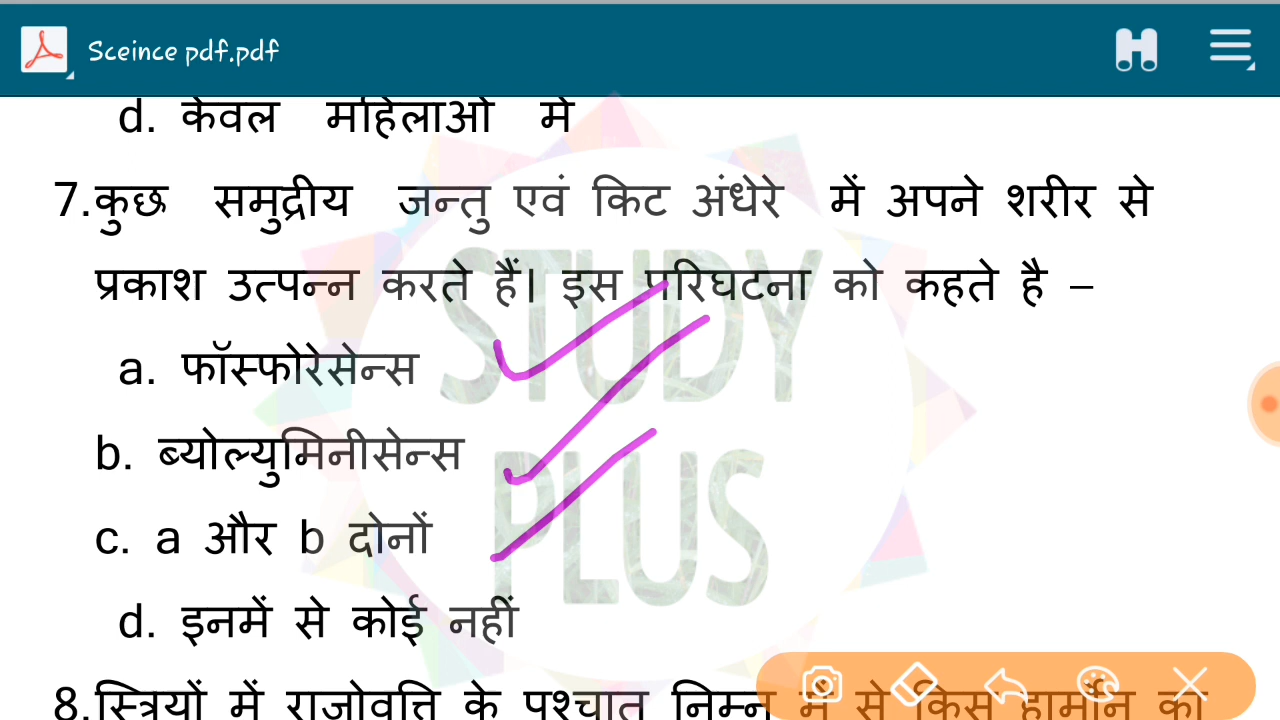 Sceince pdf.pdf
d. केवल महिलाओ मे
7.कुछ समुद्रीय जन्तु एवं किट अंधेरे में अपने शरीर से
प्रकाश उत्पन्न करते हैं। इस परिघटना को कहते है –
a. फॉस्फोरेसेन्स
b. ब्योल्युमिनीसेन्स
c. a और b दोनों
d. इनमें से कोई नहीं
8.स्त्रियों में राजोवृत्ति के पश्चात निम्न में से किस हार्मोन का
STUDY
PLUS